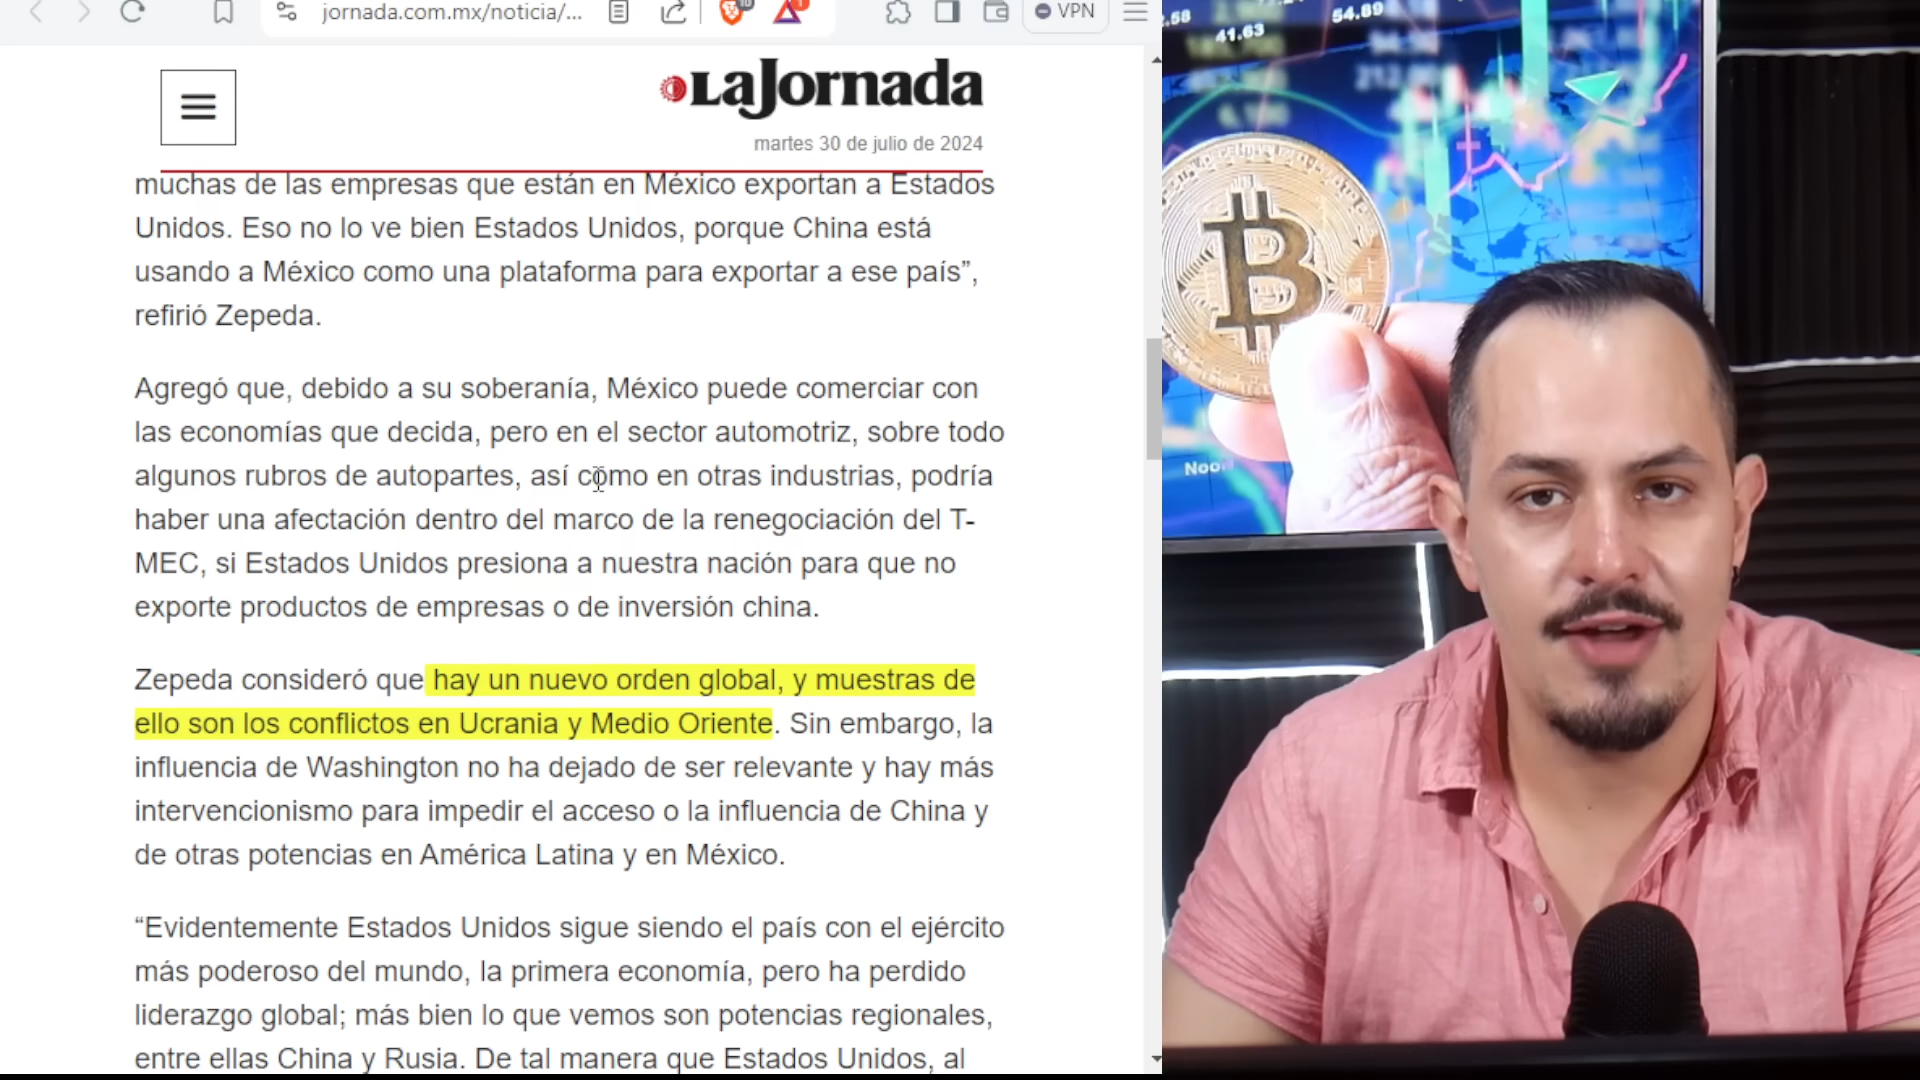 jornada.com.mx/noticia/...
VPN
LaJornada
martes 30 de julio de 2024
muchas de las empresas que están en México exportan a Estados
Unidos. Eso no lo ve bien Estados Unidos, porque China está
usando a México como una plataforma para exportar a ese país”,
refirió Zepeda.
Agregó que, debido a su soberanía, México puede comerciar con
las economías que decida, pero en el sector automotriz, sobre todo
algunos rubros de autopartes, así como en otras industrias, podría
haber una afectación dentro del marco de la renegociación del T-
MEC, si Estados Unidos presiona a nuestra nación para que no
exporte productos de empresas o de inversión china.
Zepeda consideró que hay un nuevo orden global, y muestras de
ello son los conflictos en Ucrania y Medio Oriente. Sin embargo, la
influencia de Washington no ha dejado de ser relevante y hay más
intervencionismo para impedir el acceso o la influencia de China y
de otras potencias en América Latina y en México.
“Evidentemente Estados Unidos sigue siendo el país con el ejército
más poderoso del mundo, la primera economía, pero ha perdido
liderazgo global; más bien lo que vemos son potencias regionales,
entre ellas China y Rusia. De tal manera que Estados Unidos, al
54.89
41.63